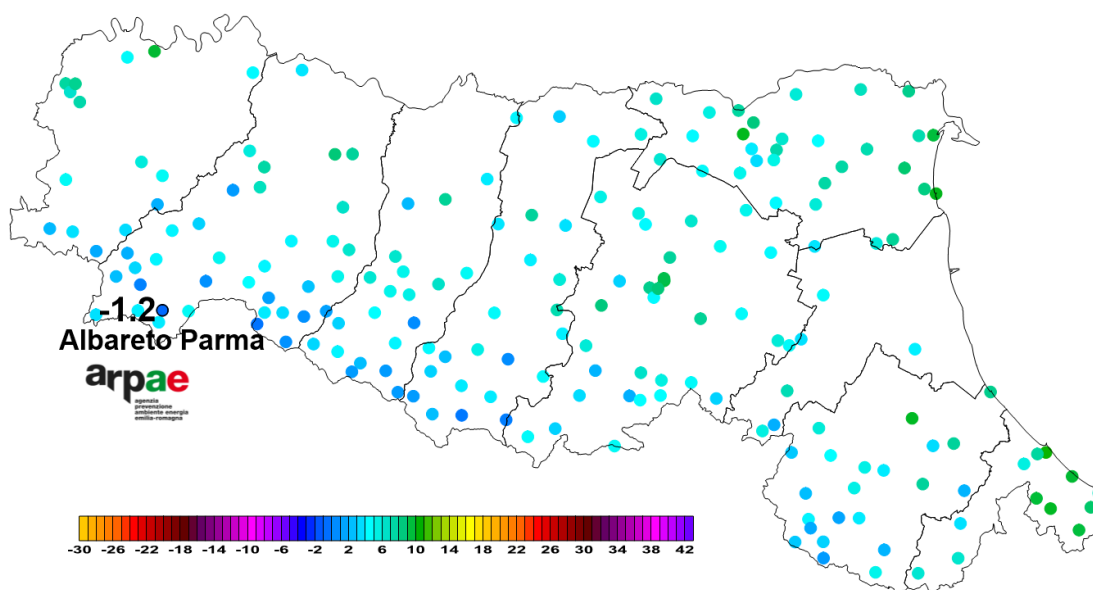 -1.2
Albareto Parma
arpae
agenzia
prevenzione
ambiente energia
emilia-romagna
-30 -26 -22 -18 -14 -10 -6 -2 2 6 10 14 18 22 26 30 34 38 42